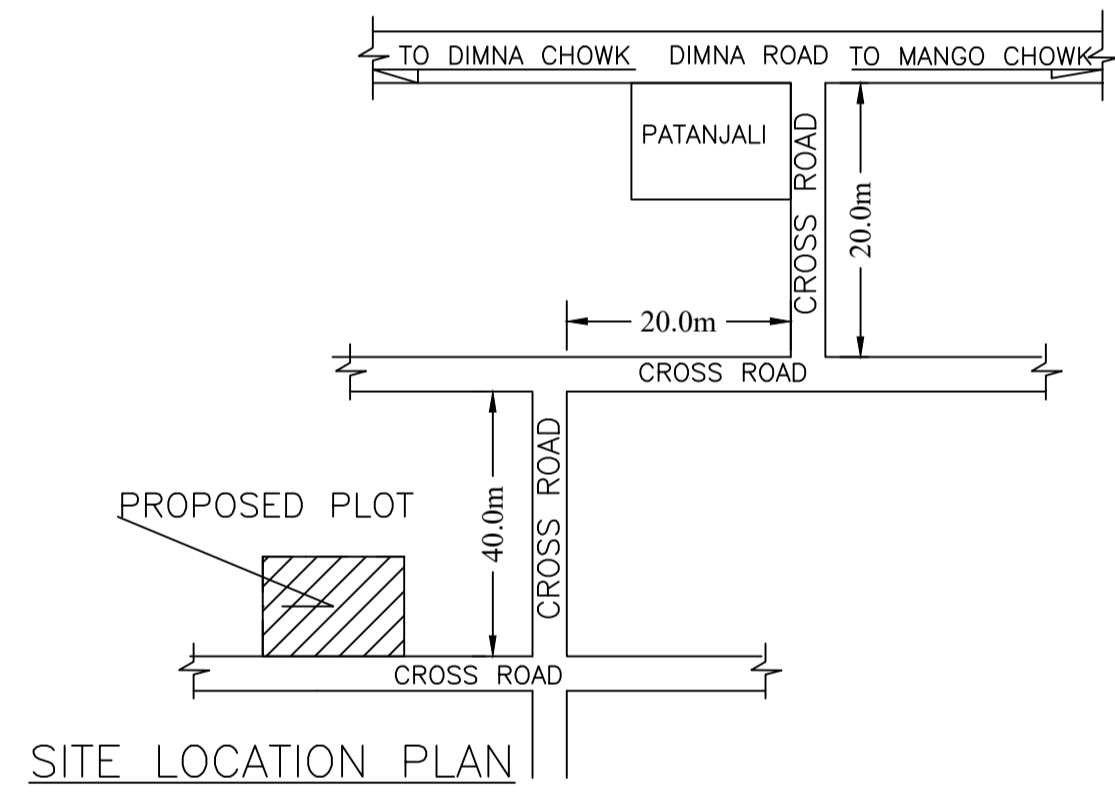 TO DIMNA CHOWK DIMNA ROAD TO MANGO CHOWK
PATANJALI
CROSS ROAD
20.0m
20.0m
CROSS ROAD
40.0m
CROSS ROAD
PROPOSED PLOT
CROSS ROAD
SITE LOCATION PLAN